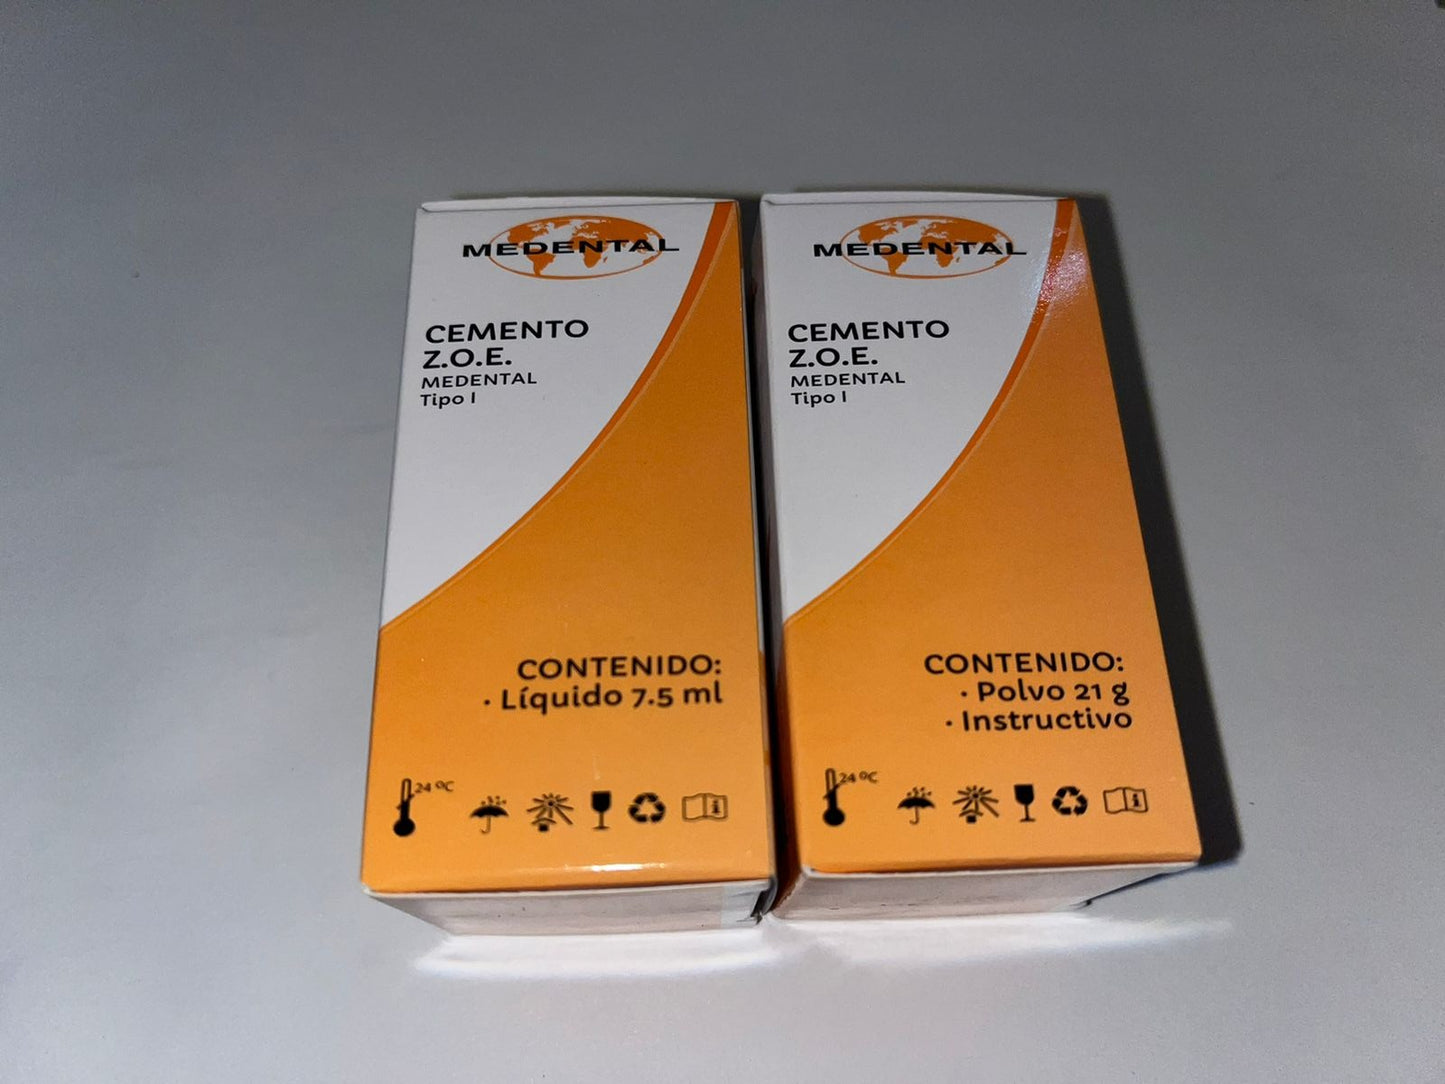 MEDENTAL
CEMENTO
Z.O.E.
MEDENTAL
Tipo I
CONTENIDO:
· Líquido 7.5 ml
24 ºC
MEDENTAL
CEMENTO
Z.O.E.
MEDENTAL
Tipo I
CONTENIDO:
· Polvo 21 g
· Instructivo
24 ºC